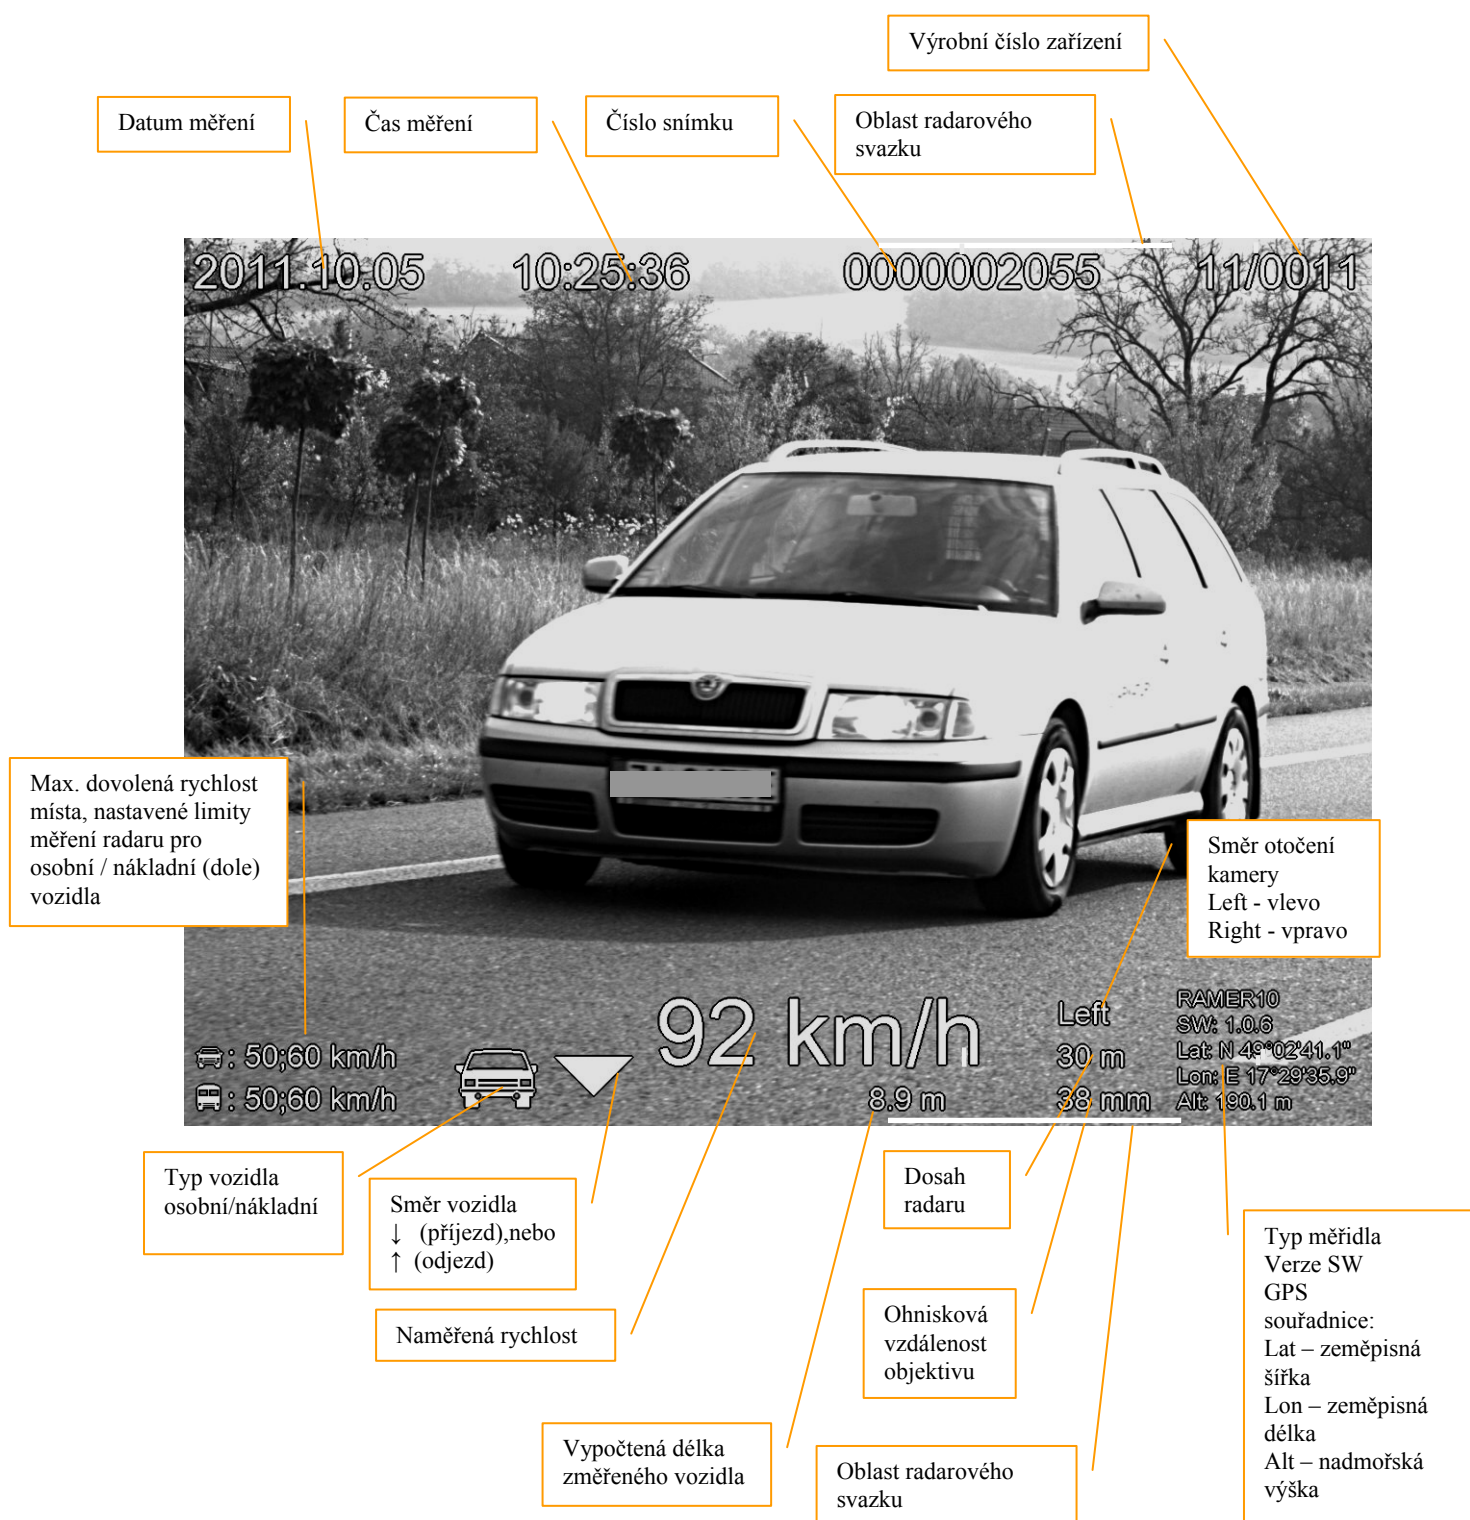 Výrobní číslo zařízení
Datum měření
Čas měření
Číslo snímku
Oblast radarového
svazku
2011.10.05
10:25:36
0000002055
11/0011
Max. dovolená rychlost
místa, nastavené limity
měření radaru pro
osobní / nákladní (dole)
vozidla
Směr otočení
kamery
Left - vlevo
Right - vpravo
: 50;60 km/h
: 50;60 km/h
92 km/h
8.9 m
Left
30 m
38 mm
RAMER10
SW: 1.0.6
Lat: N 49°02'41.1"
Lon: E 17°29'35.9"
Alt: 190.1 m
Typ vozidla
osobní/nákladní
Směr vozidla
↓ (příjezd),nebo
↑ (odjezd)
Naměřená rychlost
Dosah
radaru
Ohnisková
vzdálenost
objektivu
Vypočtená délka
změřeného vozidla
Oblast radarového
svazku
Typ měřidla
Verze SW
GPS
souřadnice:
Lat – zeměpisná
šířka
Lon – zeměpisná
délka
Alt – nadmořská
výška